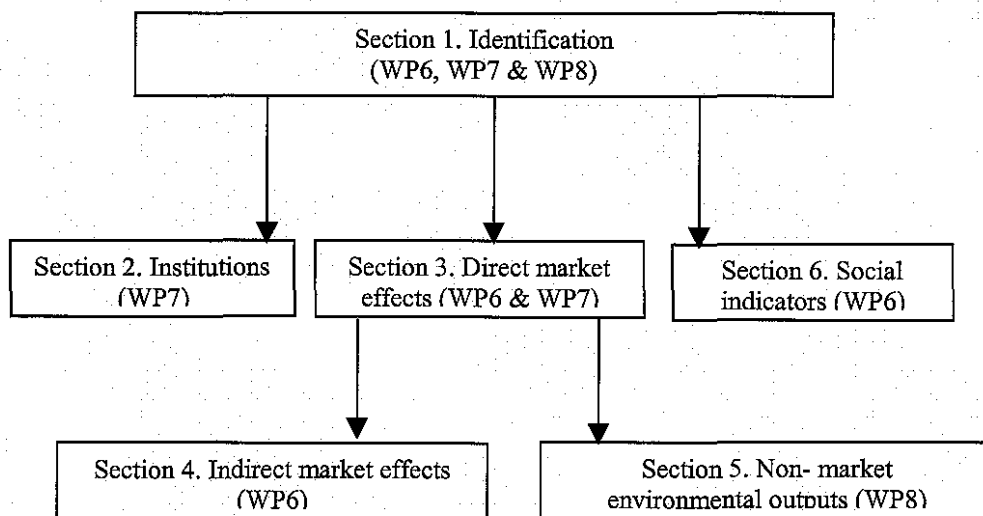 Section 1. Identification
(WP6, WP7 & WP8)
Section 2. Institutions
(WP7)
Section 3. Direct market
effects (WP6 & WP7)
Section 6. Social
indicators (WP6)
Section 4. Indirect market effects
(WP6)
Section 5. Non- market
environmental outputs (WP8)